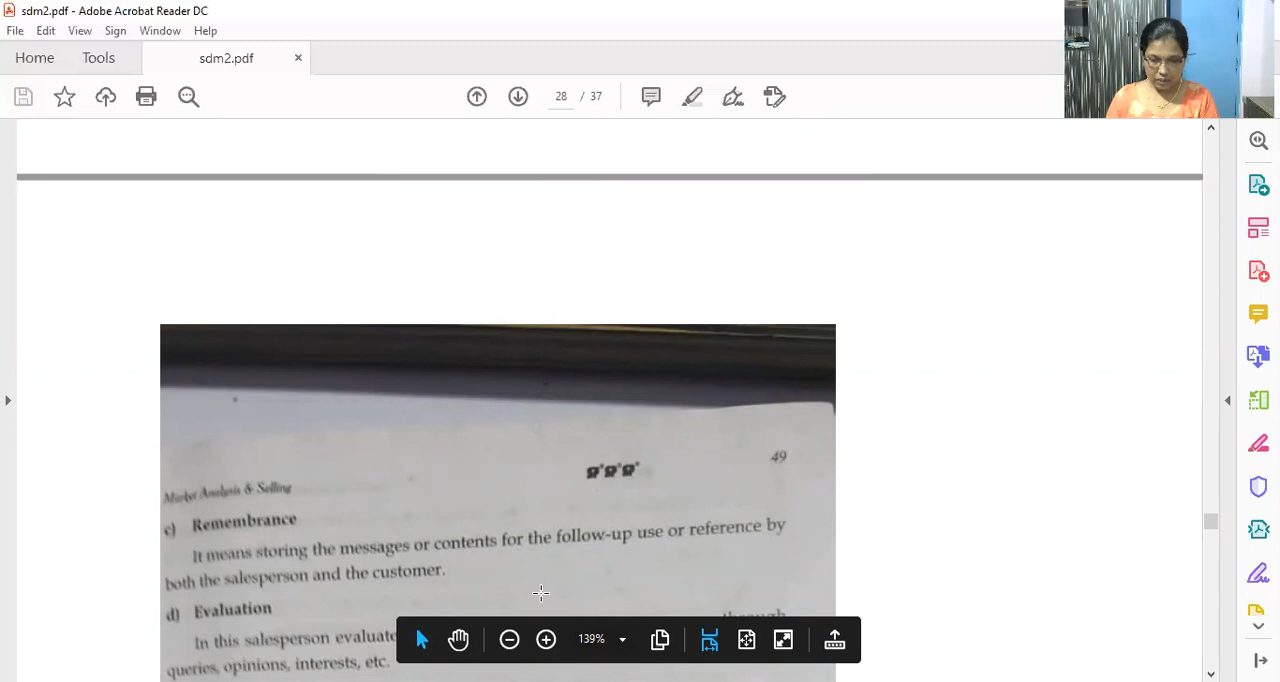 sdm2.pdf - Adobe Acrobat Reader DC
File Edit View Sign Window Help
Home Tools sdm2.pdf ×
28 / 37
49
Market Analysis & Selling
c) Remembrance
It means storing the messages or contents for the follow-up use or reference by
both the salesperson and the customer.
d) Evaluation
In this salesperson evaluate through
queries, opinions, interests, etc.
139%